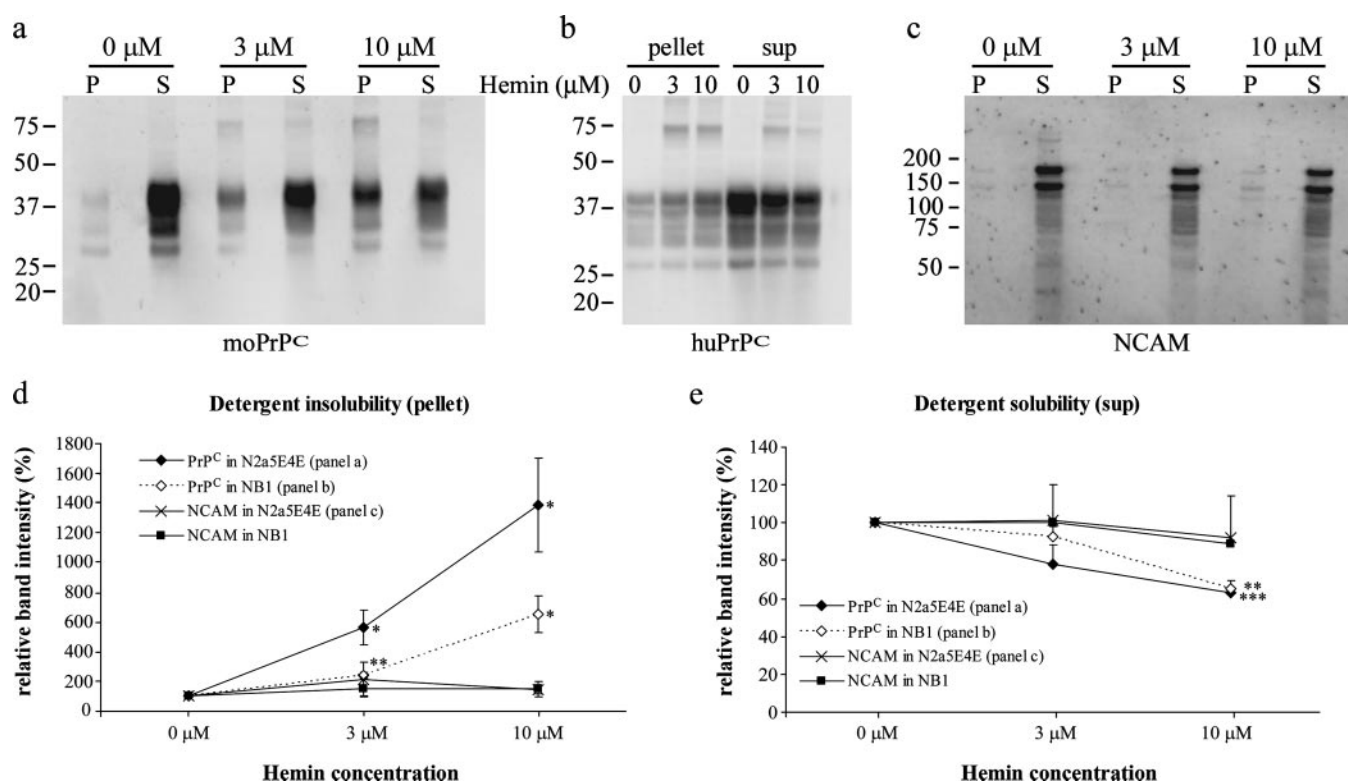 a
0 µM 3 µM 10 µM
P S P S P S
75
50
37
25
20
moPrPC
b
pellet sup
Hemin (µM) 0 3 10 0 3 10
75
50
37
25
20
huPrPC
c
0 µM 3 µM 10 µM
P S P S P S
200
150
100
75
50
NCAM
d
Detergent insolubility (pellet)
relative band intensity (%)
1800
1600
1400
1200
1000
800
600
400
200
0
PrPC in N2a5E4E (panel a)
PrPC in NB1 (panel b)
NCAM in N2a5E4E (panel c)
NCAM in NB1
*
*
**
*
0 µM 3 µM 10 µM
Hemin concentration
e
Detergent solubility (sup)
relative band intensity (%)
140
120
100
80
60
40
20
0
**
***
PrPC in N2a5E4E (panel a)
PrPC in NB1 (panel b)
NCAM in N2a5E4E (panel c)
NCAM in NB1
0 µM 3 µM 10 µM
Hemin concentration